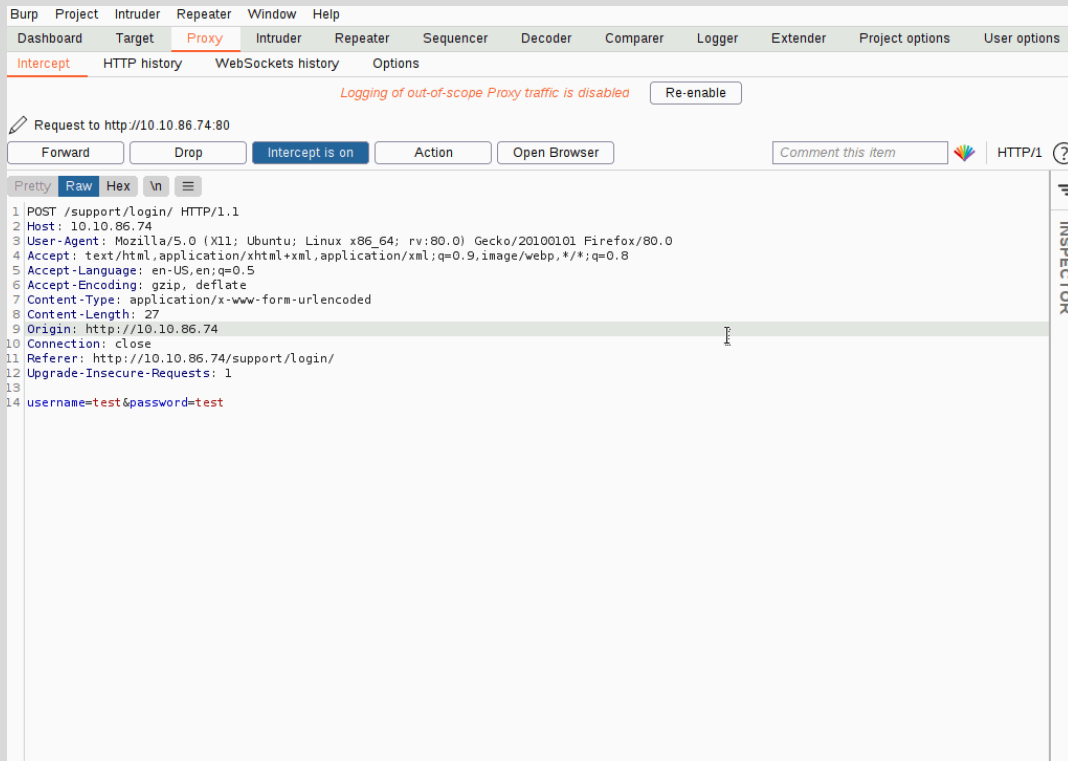 Burp Project Intruder Repeater Window Help
Dashboard Target Proxy Intruder Repeater Sequencer Decoder Comparer Logger Extender Project options User options
Intercept HTTP history WebSockets history Options
Logging of out-of-scope Proxy traffic is disabled Re-enable
Request to http://10.10.86.74:80
Forward Drop Intercept is on Action Open Browser Comment this item HTTP/1 ?
Pretty Raw Hex \n
1 POST /support/login/ HTTP/1.1
2 Host: 10.10.86.74
3 User-Agent: Mozilla/5.0 (X11; Ubuntu; Linux x86_64; rv:80.0) Gecko/20100101 Firefox/80.0
4 Accept: text/html,application/xhtml+xml,application/xml;q=0.9,image/webp,*/*;q=0.8
5 Accept-Language: en-US,en;q=0.5
6 Accept-Encoding: gzip, deflate
7 Content-Type: application/x-www-form-urlencoded
8 Content-Length: 27
9 Origin: http://10.10.86.74
10 Connection: close
11 Referer: http://10.10.86.74/support/login/
12 Upgrade-Insecure-Requests: 1
13
14 username=test&password=test
INSPECTOR